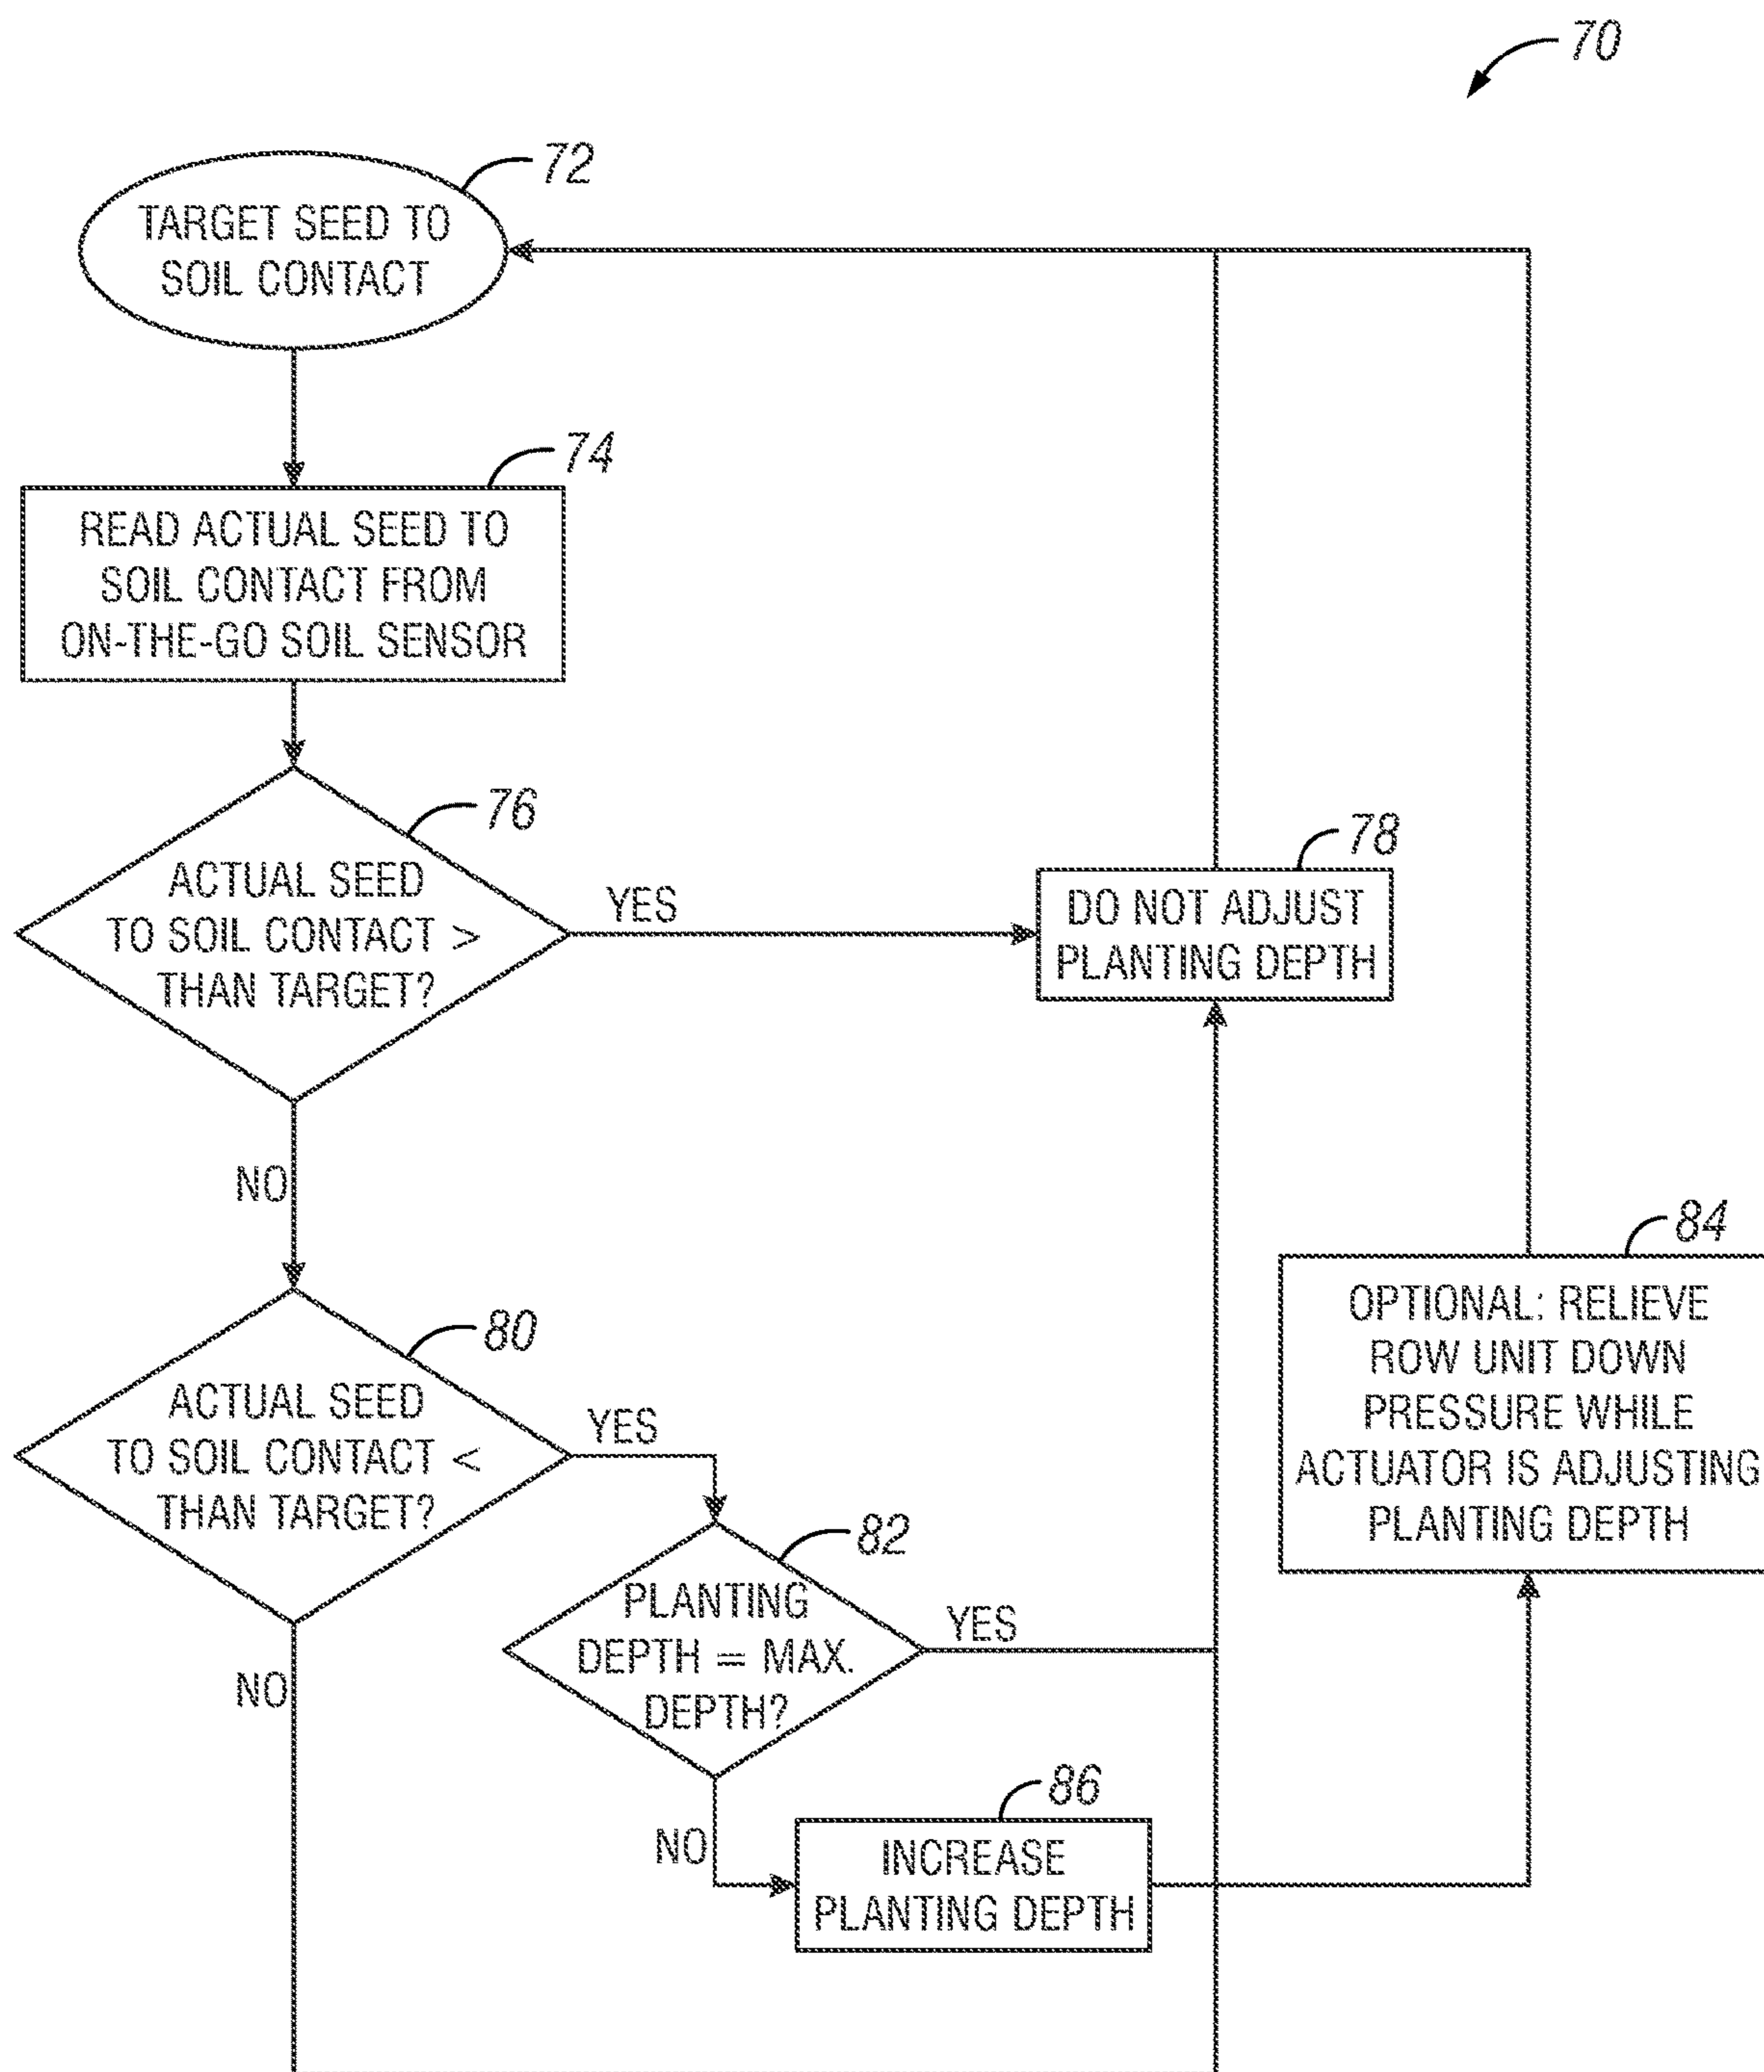 70
72
TARGET SEED TO
SOIL CONTACT
74
READ ACTUAL SEED TO
SOIL CONTACT FROM
ON-THE-GO SOIL SENSOR
76
ACTUAL SEED
TO SOIL CONTACT >
THAN TARGET?
YES
78
DO NOT ADJUST
PLANTING DEPTH
NO
80
ACTUAL SEED
TO SOIL CONTACT <
THAN TARGET?
YES
84
OPTIONAL: RELIEVE
ROW UNIT DOWN
PRESSURE WHILE
ACTUATOR IS ADJUSTING
PLANTING DEPTH
82
PLANTING
DEPTH = MAX.
DEPTH?
YES
NO
NO
86
INCREASE
PLANTING DEPTH